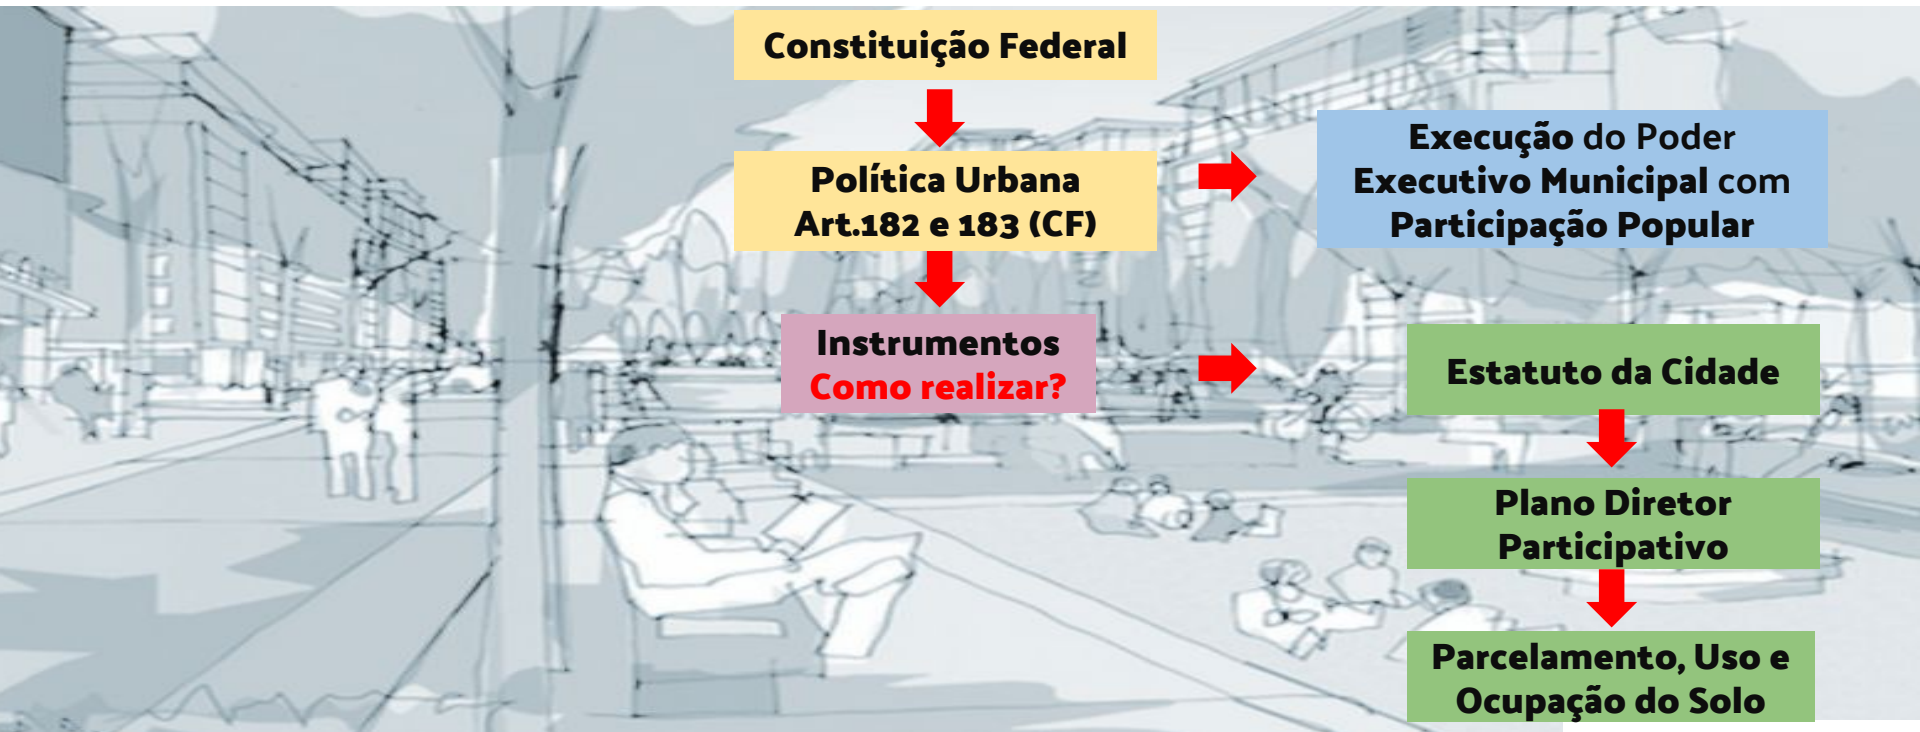 Constituição Federal
Política Urbana
Art.182 e 183 (CF)
Execução do Poder
Executivo Municipal com
Participação Popular
Instrumentos
Como realizar?
Estatuto da Cidade
Plano Diretor
Participativo
Parcelamento, Uso e
Ocupação do Solo